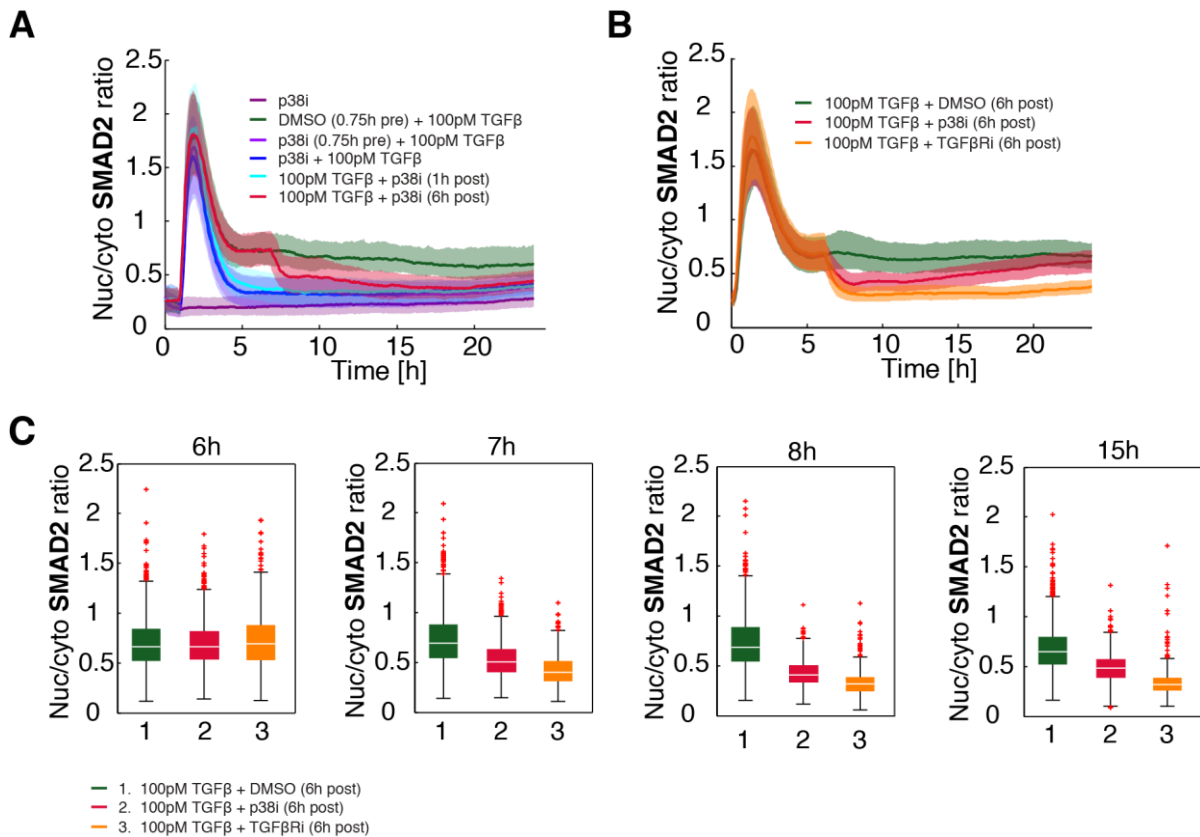 A
Nuc/cyto SMAD2 ratio
2.5
2
1.5
1
0.5
0
p38i
DMSO (0.75h pre) + 100pM TGFβ
p38i (0.75h pre) + 100pM TGFβ
p38i + 100pM TGFβ
100pM TGFβ + p38i (1h post)
100pM TGFβ + p38i (6h post)
0 5 10 15 20
Time [h]
B
Nuc/cyto SMAD2 ratio
2.5
2
1.5
1
0.5
0
100pM TGFβ + DMSO (6h post)
100pM TGFβ + p38i (6h post)
100pM TGFβ + TGFβRi (6h post)
0 5 10 15 20
Time [h]
C
6h
Nuc/cyto SMAD2 ratio
2.5
2
1.5
1
0.5
0
1 2 3
7h
Nuc/cyto SMAD2 ratio
2.5
2
1.5
1
0.5
0
1 2 3
8h
Nuc/cyto SMAD2 ratio
2.5
2
1.5
1
0.5
0
1 2 3
15h
Nuc/cyto SMAD2 ratio
2.5
2
1.5
1
0.5
0
1 2 3
1. 100pM TGFβ + DMSO (6h post)
2. 100pM TGFβ + p38i (6h post)
3. 100pM TGFβ + TGFβRi (6h post)